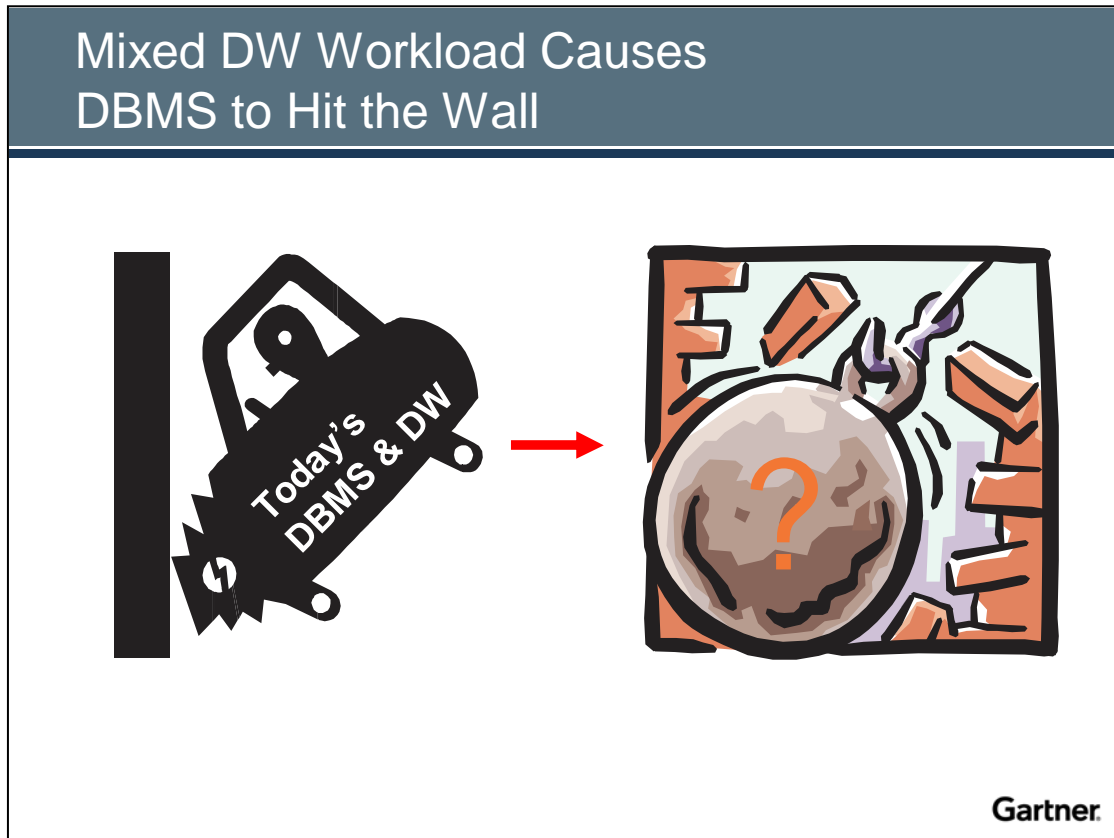 Mixed DW Workload Causes
DBMS to Hit the Wall
Today’s
DBMS & DW
?
Gartner.